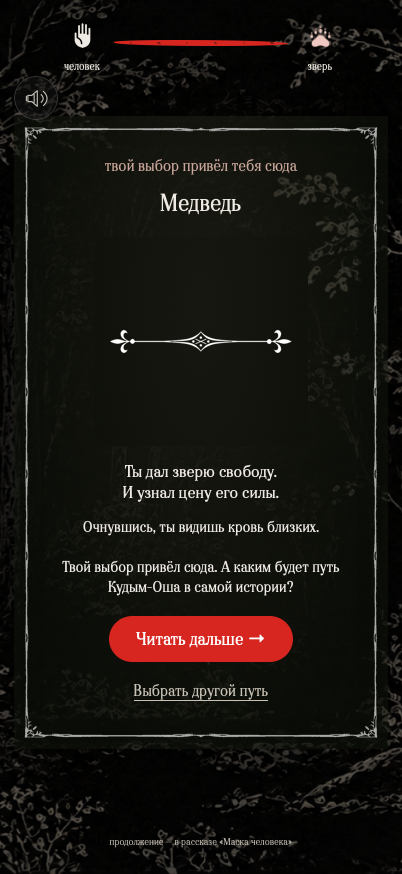 человек
зверь
твой выбор привёл тебя сюда
Медведь
Ты дал зверю свободу.
И узнал цену его силы.
Очнувшись, ты видишь кровь близких.
Твой выбор привёл сюда. А каким будет путь
Кудым-Оша в самой истории?
Читать дальше →
Выбрать другой путь
продолжение — в рассказе «Маска человека»